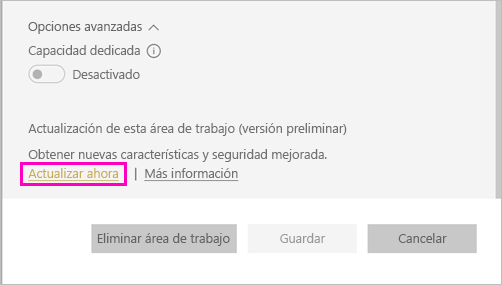 Opciones avanzadas
Capacidad dedicada
Desactivado
Actualización de esta área de trabajo (versión preliminar)
Obtener nuevas características y seguridad mejorada.
Actualizar ahora | Más información
Eliminar área de trabajo Guardar Cancelar